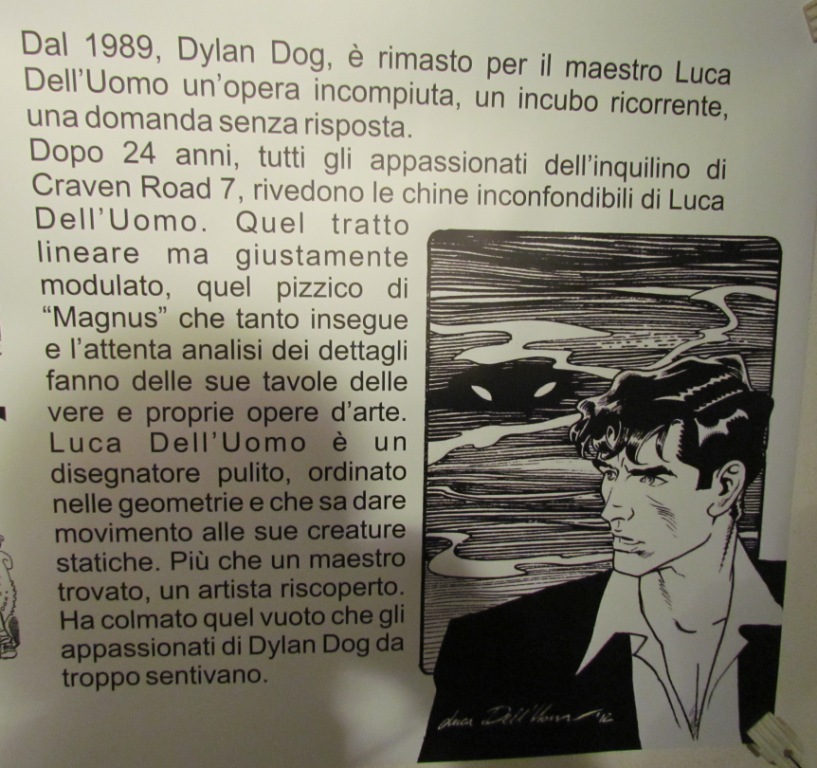 Dal 1989, Dylan Dog, è rimasto per il maestro Luca
Dell'Uomo un'opera incompiuta, un incubo ricorrente,
una domanda senza risposta.
Dopo 24 anni, tutti gli appassionati dell'inquilino di
Craven Road 7, rivedono le chine inconfondibili di Luca
Dell'Uomo. Quel tratto
lineare ma giustamente
modulato, quel pizzico di
“Magnus” che tanto insegue
e l'attenta analisi dei dettagli
fanno delle sue tavole delle
vere e proprie opere d'arte.
Luca Dell'Uomo è un
disegnatore pulito, ordinato
nelle geometrie e che sa dare
movimento alle sue creature
statiche. Più che un maestro
trovato, un artista riscoperto.
Ha colmato quel vuoto che gli
appassionati di Dylan Dog da
troppo sentivano.
Luca Dell'Uomo '12